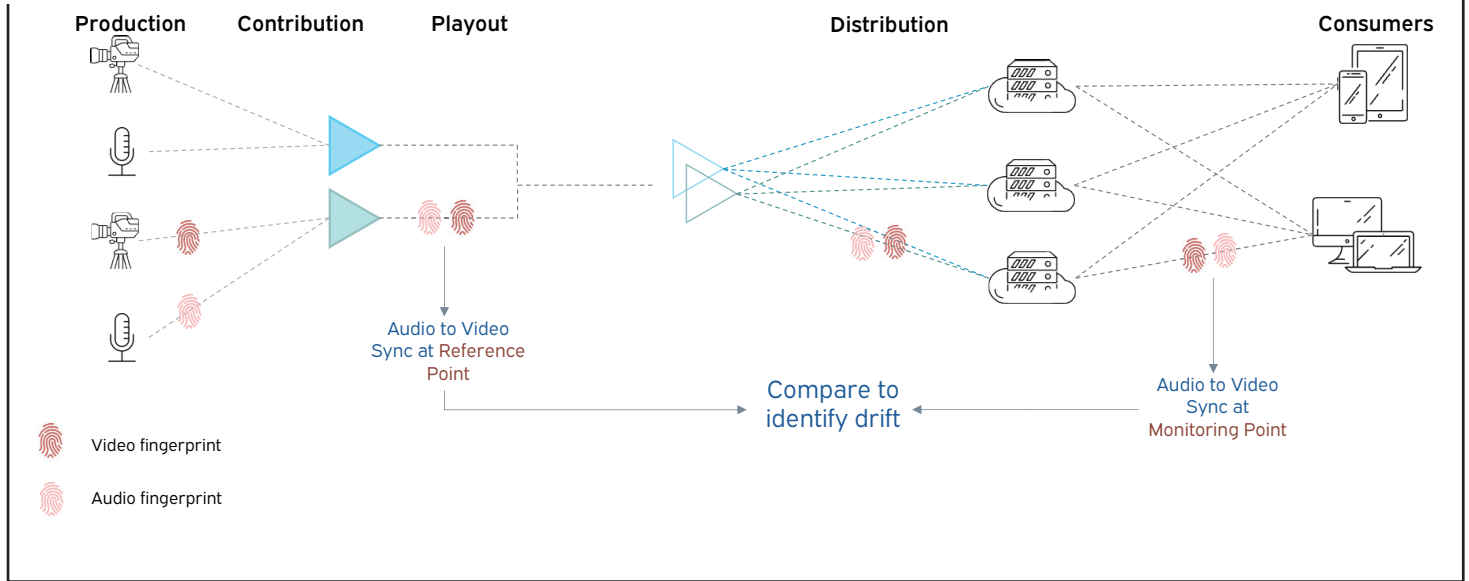 Production
Contribution
Playout
Distribution
Consumers
Audio to Video
Sync at Reference
Point
Compare to
identify drift
Audio to Video
Sync at
Monitoring Point
Video fingerprint
Audio fingerprint